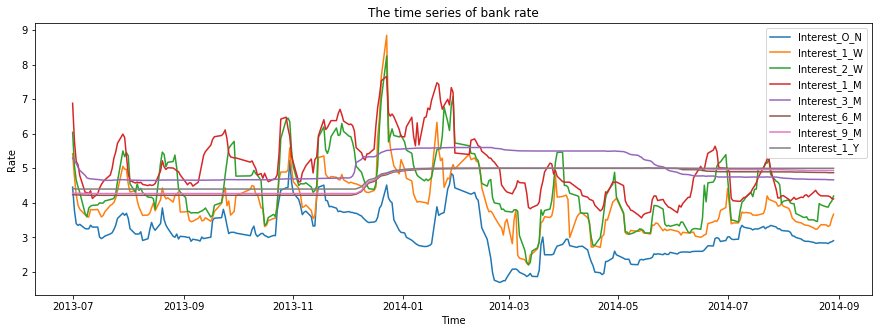 The time series of bank rate
9
8
7
6
5
4
3
2
Rate
Interest_O_N
Interest_1_W
Interest_2_W
Interest_1_M
Interest_3_M
Interest_6_M
Interest_9_M
Interest_1_Y
2013-07 2013-09 2013-11 2014-01 2014-03 2014-05 2014-07 2014-09
Time